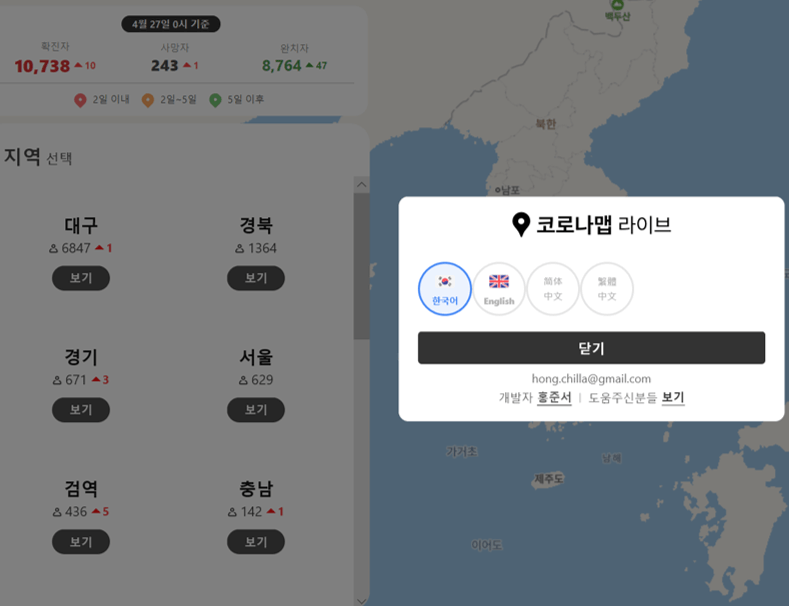 4월 27일 0시 기준
확진자 사망자 완치자
10,738 ▲ 10 243 ▲ 1 8,764 ▲ 47
2일 이내 2일~5일 5일 이후
지역 선택
대구 경북
6847 ▲ 1 1364
보기 보기
경기 서울
671 ▲ 3 629
보기 보기
검역 충남
436 ▲ 5 142 ▲ 1
보기 보기
백두산
북한
남포
코로나맵 라이브
한국어 English 简体 中文 繁體 中文
닫기
hong.chilla@gmail.com
개발자 홍준서 | 도움주신분들 보기
가거초 남해
제주도
이어도